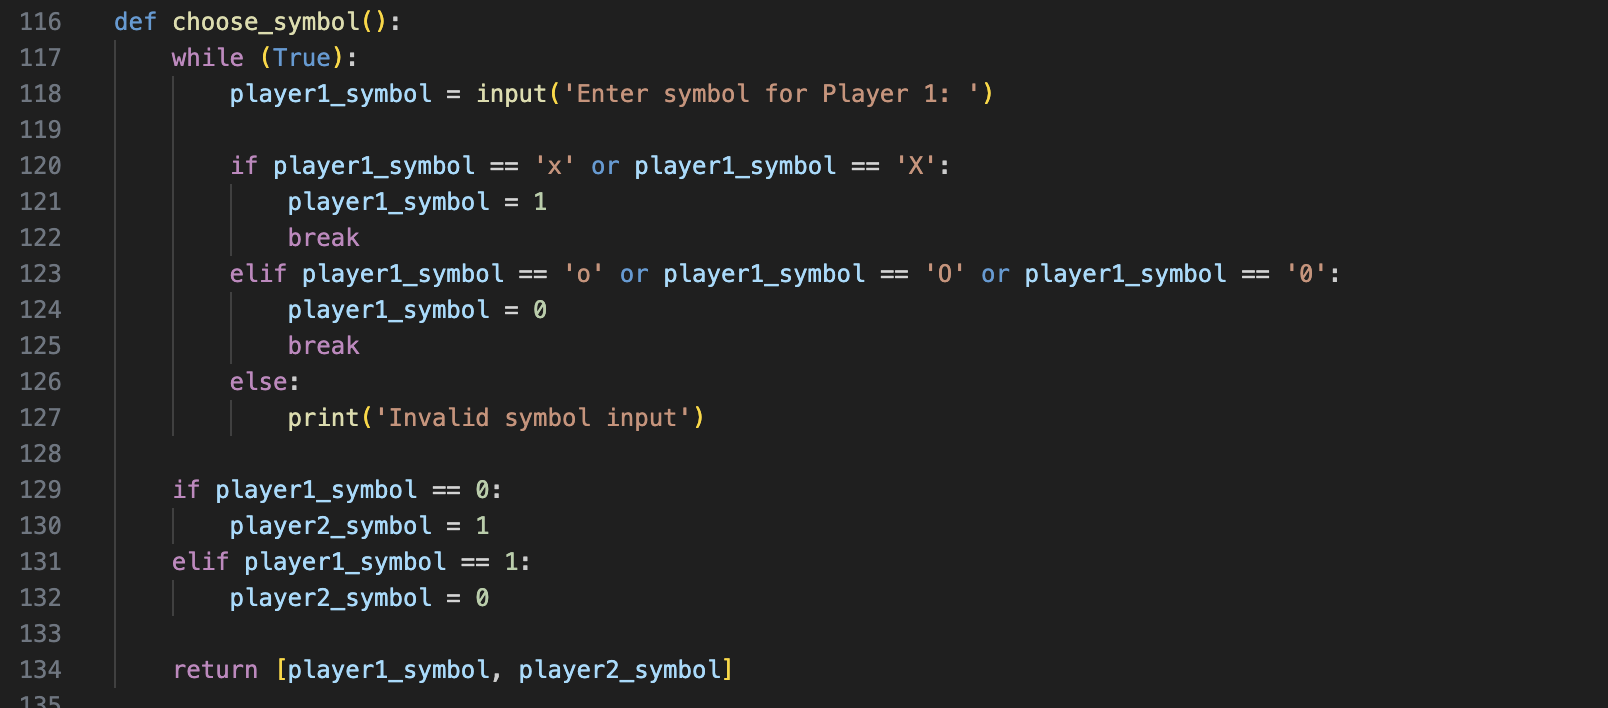 116 def choose_symbol():
117     while (True):
118         player1_symbol = input('Enter symbol for Player 1: ')
119
120         if player1_symbol == 'x' or player1_symbol == 'X':
121             player1_symbol = 1
122             break
123         elif player1_symbol == 'o' or player1_symbol == 'O' or player1_symbol == '0':
124             player1_symbol = 0
125             break
126         else:
127             print('Invalid symbol input')
128
129     if player1_symbol == 0:
130         player2_symbol = 1
131     elif player1_symbol == 1:
132         player2_symbol = 0
133
134     return [player1_symbol, player2_symbol]
135